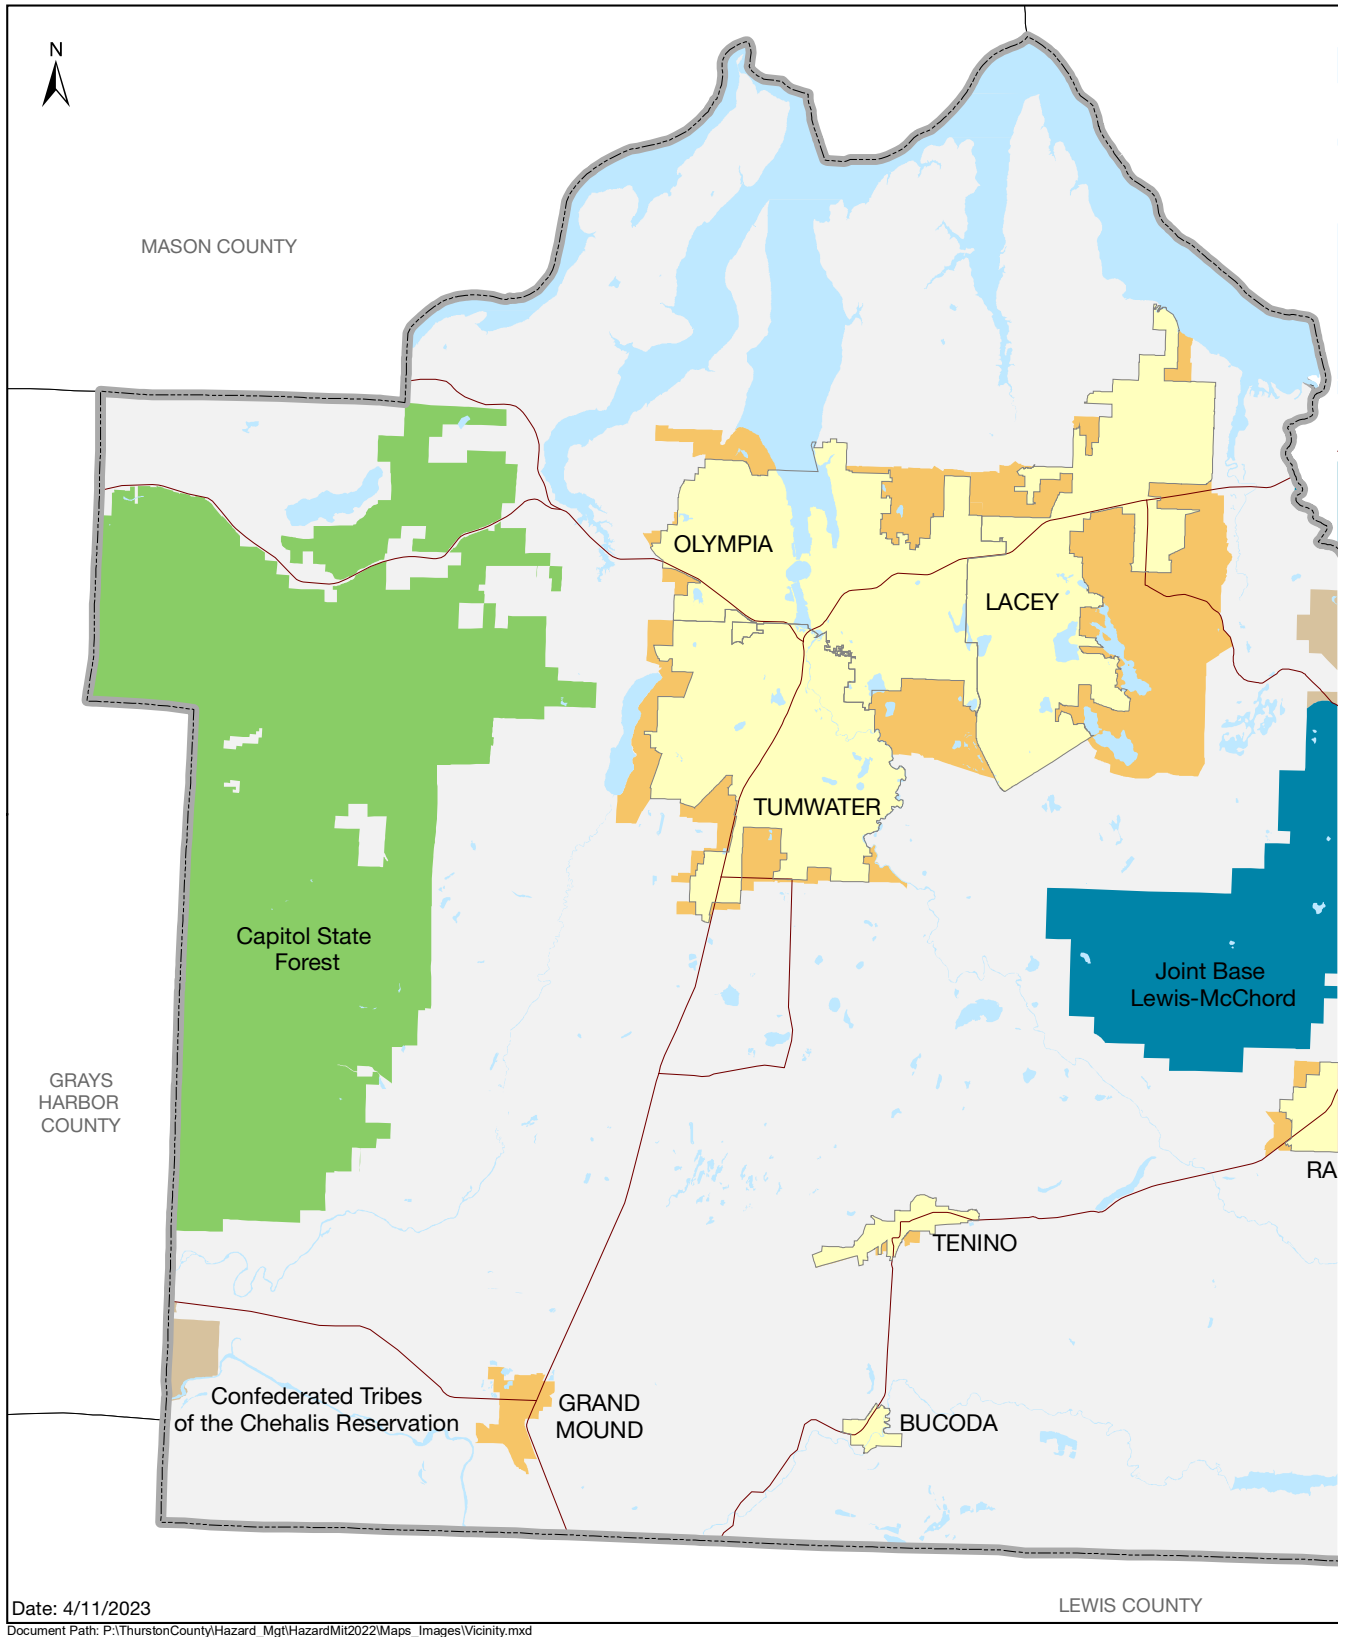 N
MASON COUNTY
OLYMPIA
LACEY
TUMWATER
Capitol State
Forest
Joint Base
Lewis-McChord
GRAYS
HARBOR
COUNTY
RA
TENINO
Confederated Tribes
of the Chehalis Reservation
GRAND
MOUND
BUCODA
LEWIS COUNTY
Date: 4/11/2023
Document Path: P:\ThurstonCounty\Hazard_Mgt\HazardMit2022\Maps_Images\Vicinity.mxd